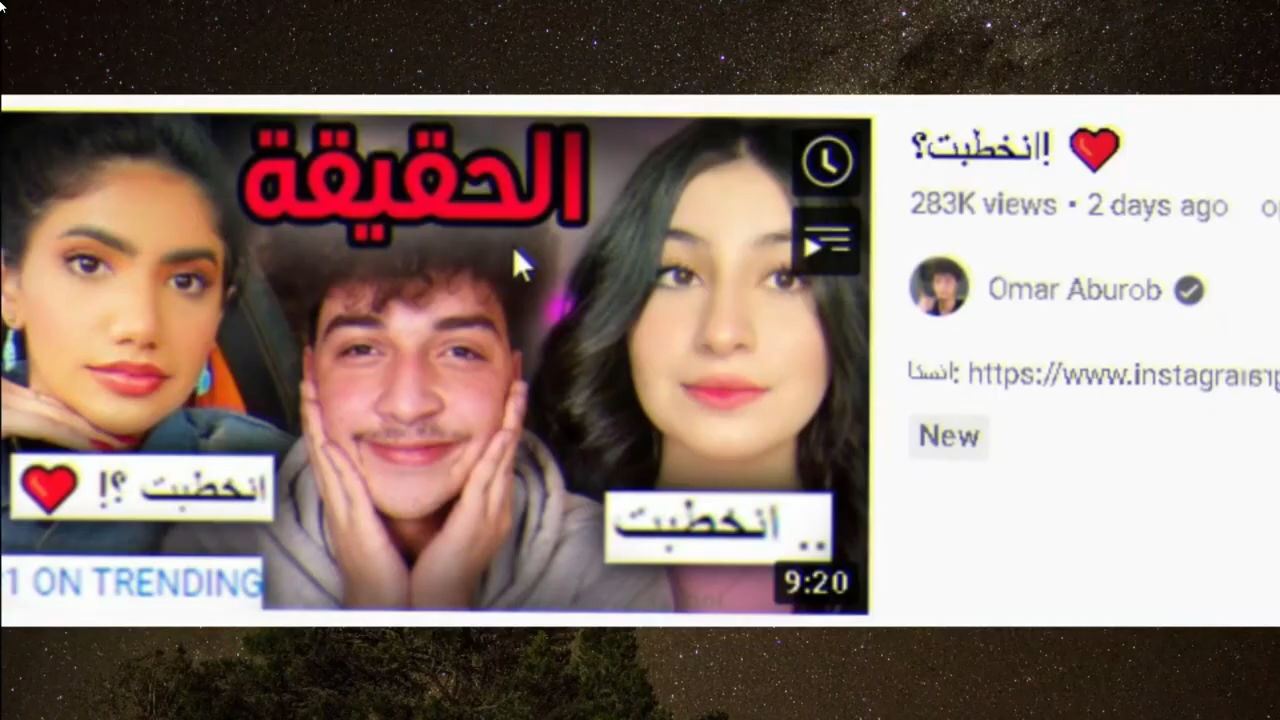 الحقيقة
انخطبت ؟! ❤️
انخطبت ..
1 ON TRENDING
9:20
انخطبت؟! ❤️
283K views • 2 days ago
Omar Aburob
انستا: https://www.instagra
New